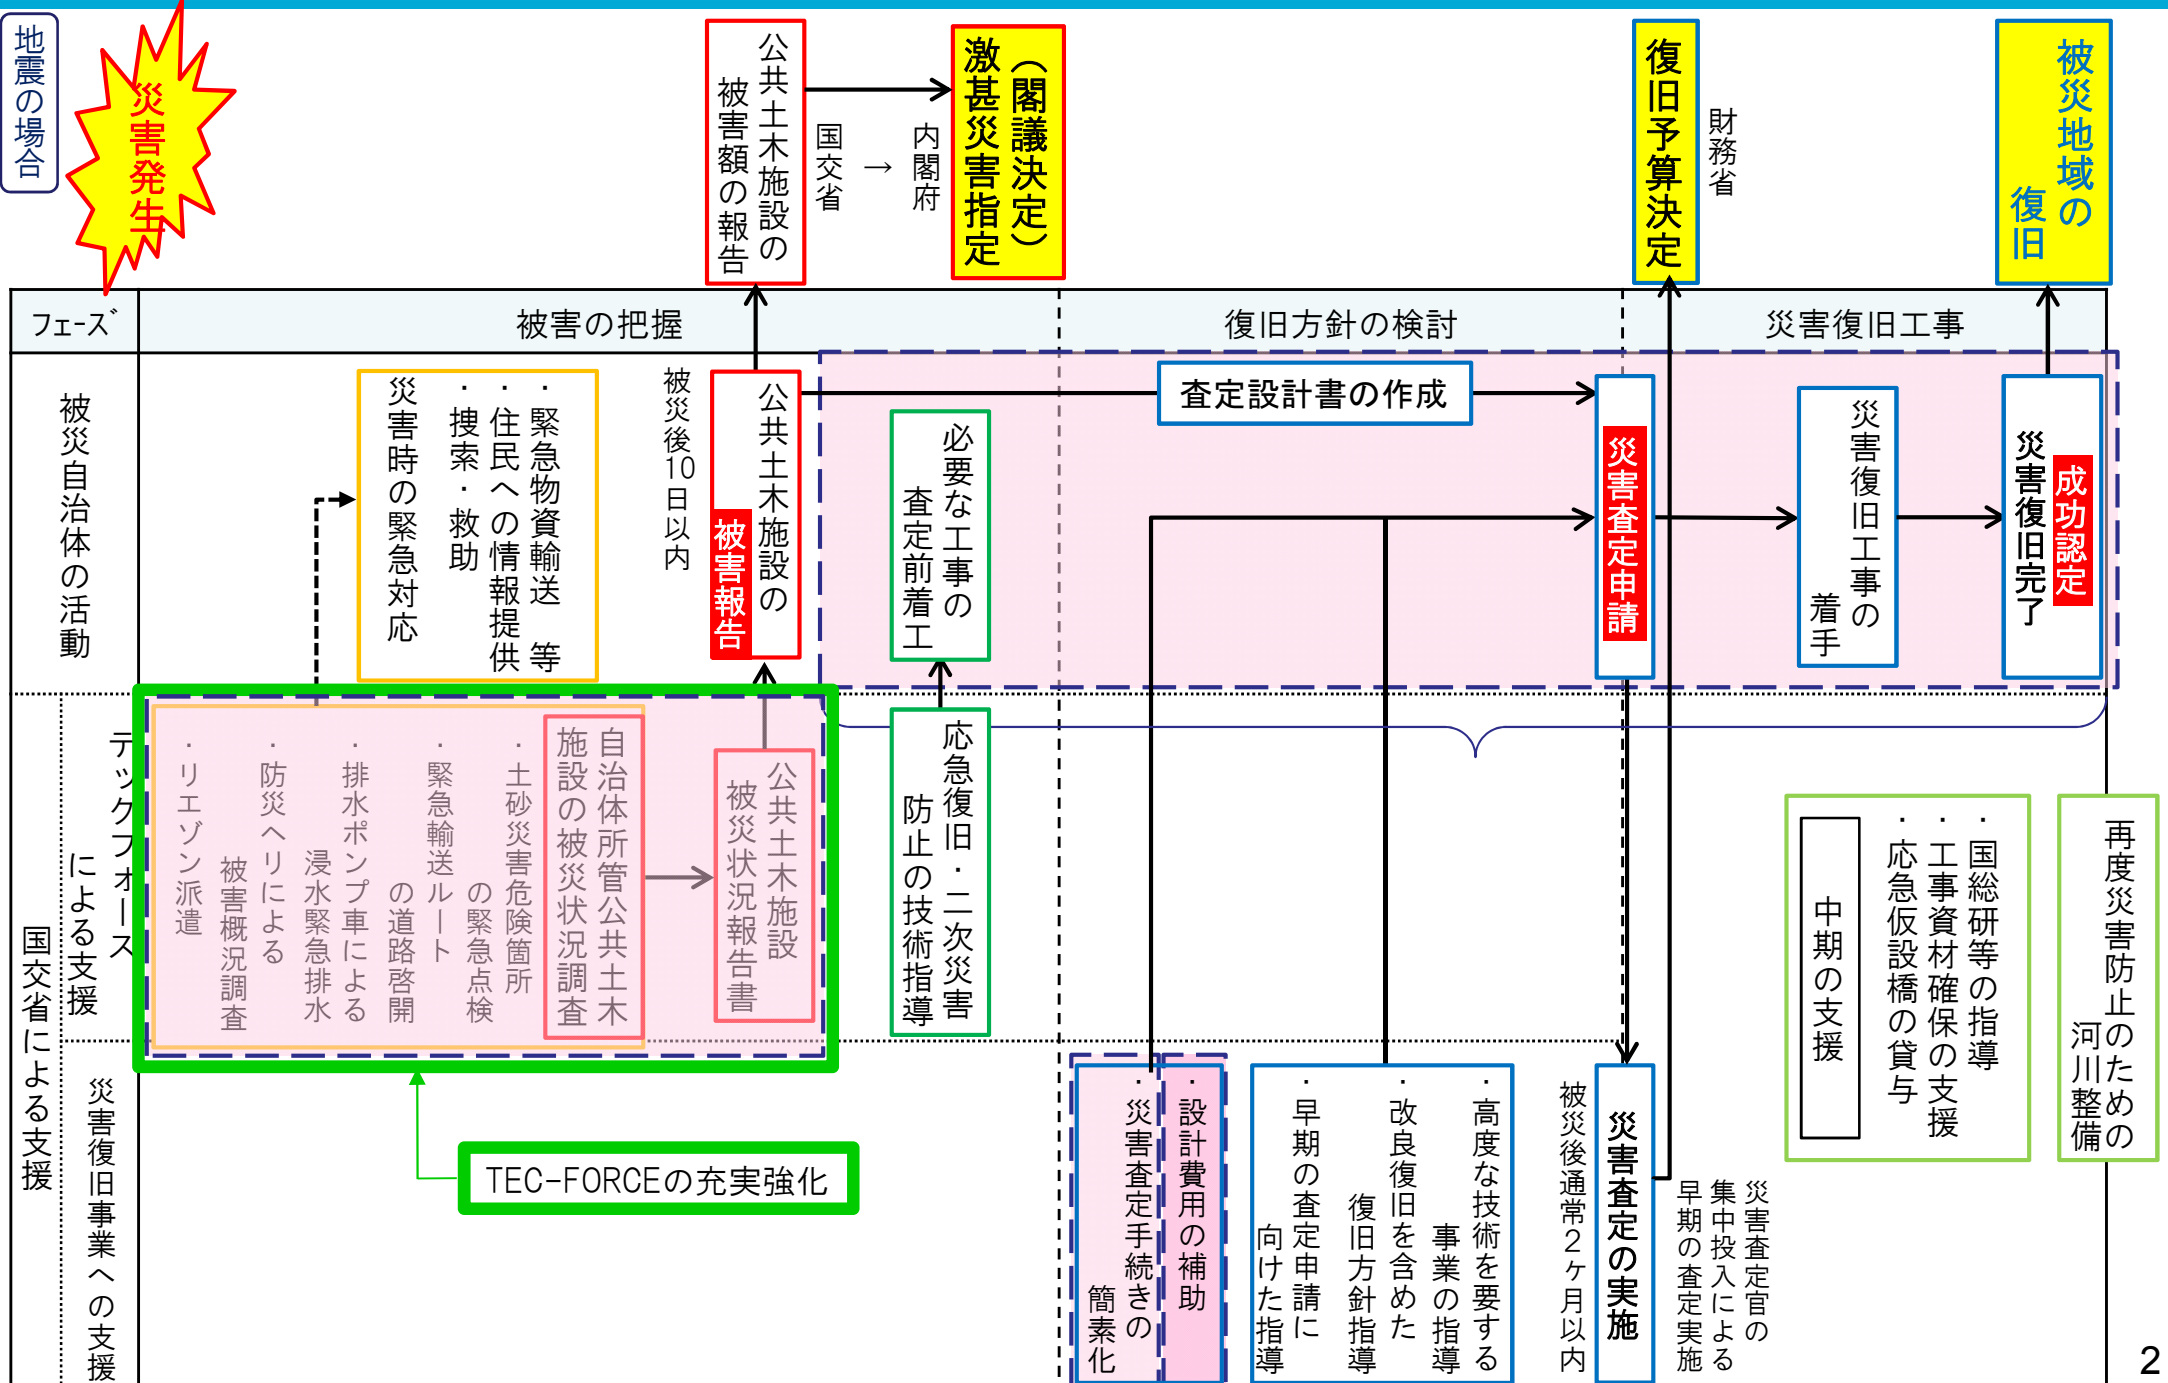 地震の場合
災害発生
公共土木施設の
被害額の報告
国交省
→
内閣府
（閣議決定）
激甚災害指定
復旧予算決定
財務省
被災地域の
復旧
フェーズ
被害の把握
復旧方針の検討
災害復旧工事
被災自治体の活動
・緊急物資輸送　等
・住民への情報提供
・捜索・救助
災害時の緊急対応
被災後10日以内
公共土木施設の
被害報告
必要な工事の
査定前着工
査定設計書の作成
災害査定申請
災害復旧工事の
着手
成功認定
災害復旧完了
国交省による支援
テックフォース
による支援
自治体所管公共土木
施設の被災状況調査
・土砂災害危険箇所
の緊急点検
・緊急輸送ルート
の道路啓開
・排水ポンプ車による
浸水緊急排水
・防災ヘリによる
被害概況調査
・リエゾン派遣
公共土木施設
被災状況報告書
応急復旧・二次災害
防止の技術指導
・国総研等の指導
・工事資材確保の支援
・応急仮設橋の貸与
中期の支援
再度災害防止のための
河川整備
災害復旧事業への支援
TEC-FORCEの充実強化
・設計費用の補助
・災害査定手続きの
簡素化
・高度な技術を要する
事業の指導
・改良復旧を含めた
復旧方針指導
・早期の査定申請に
向けた指導
被災後通常2ヶ月以内
災害査定の実施
災害査定官の
集中投入による
早期の査定実施
2